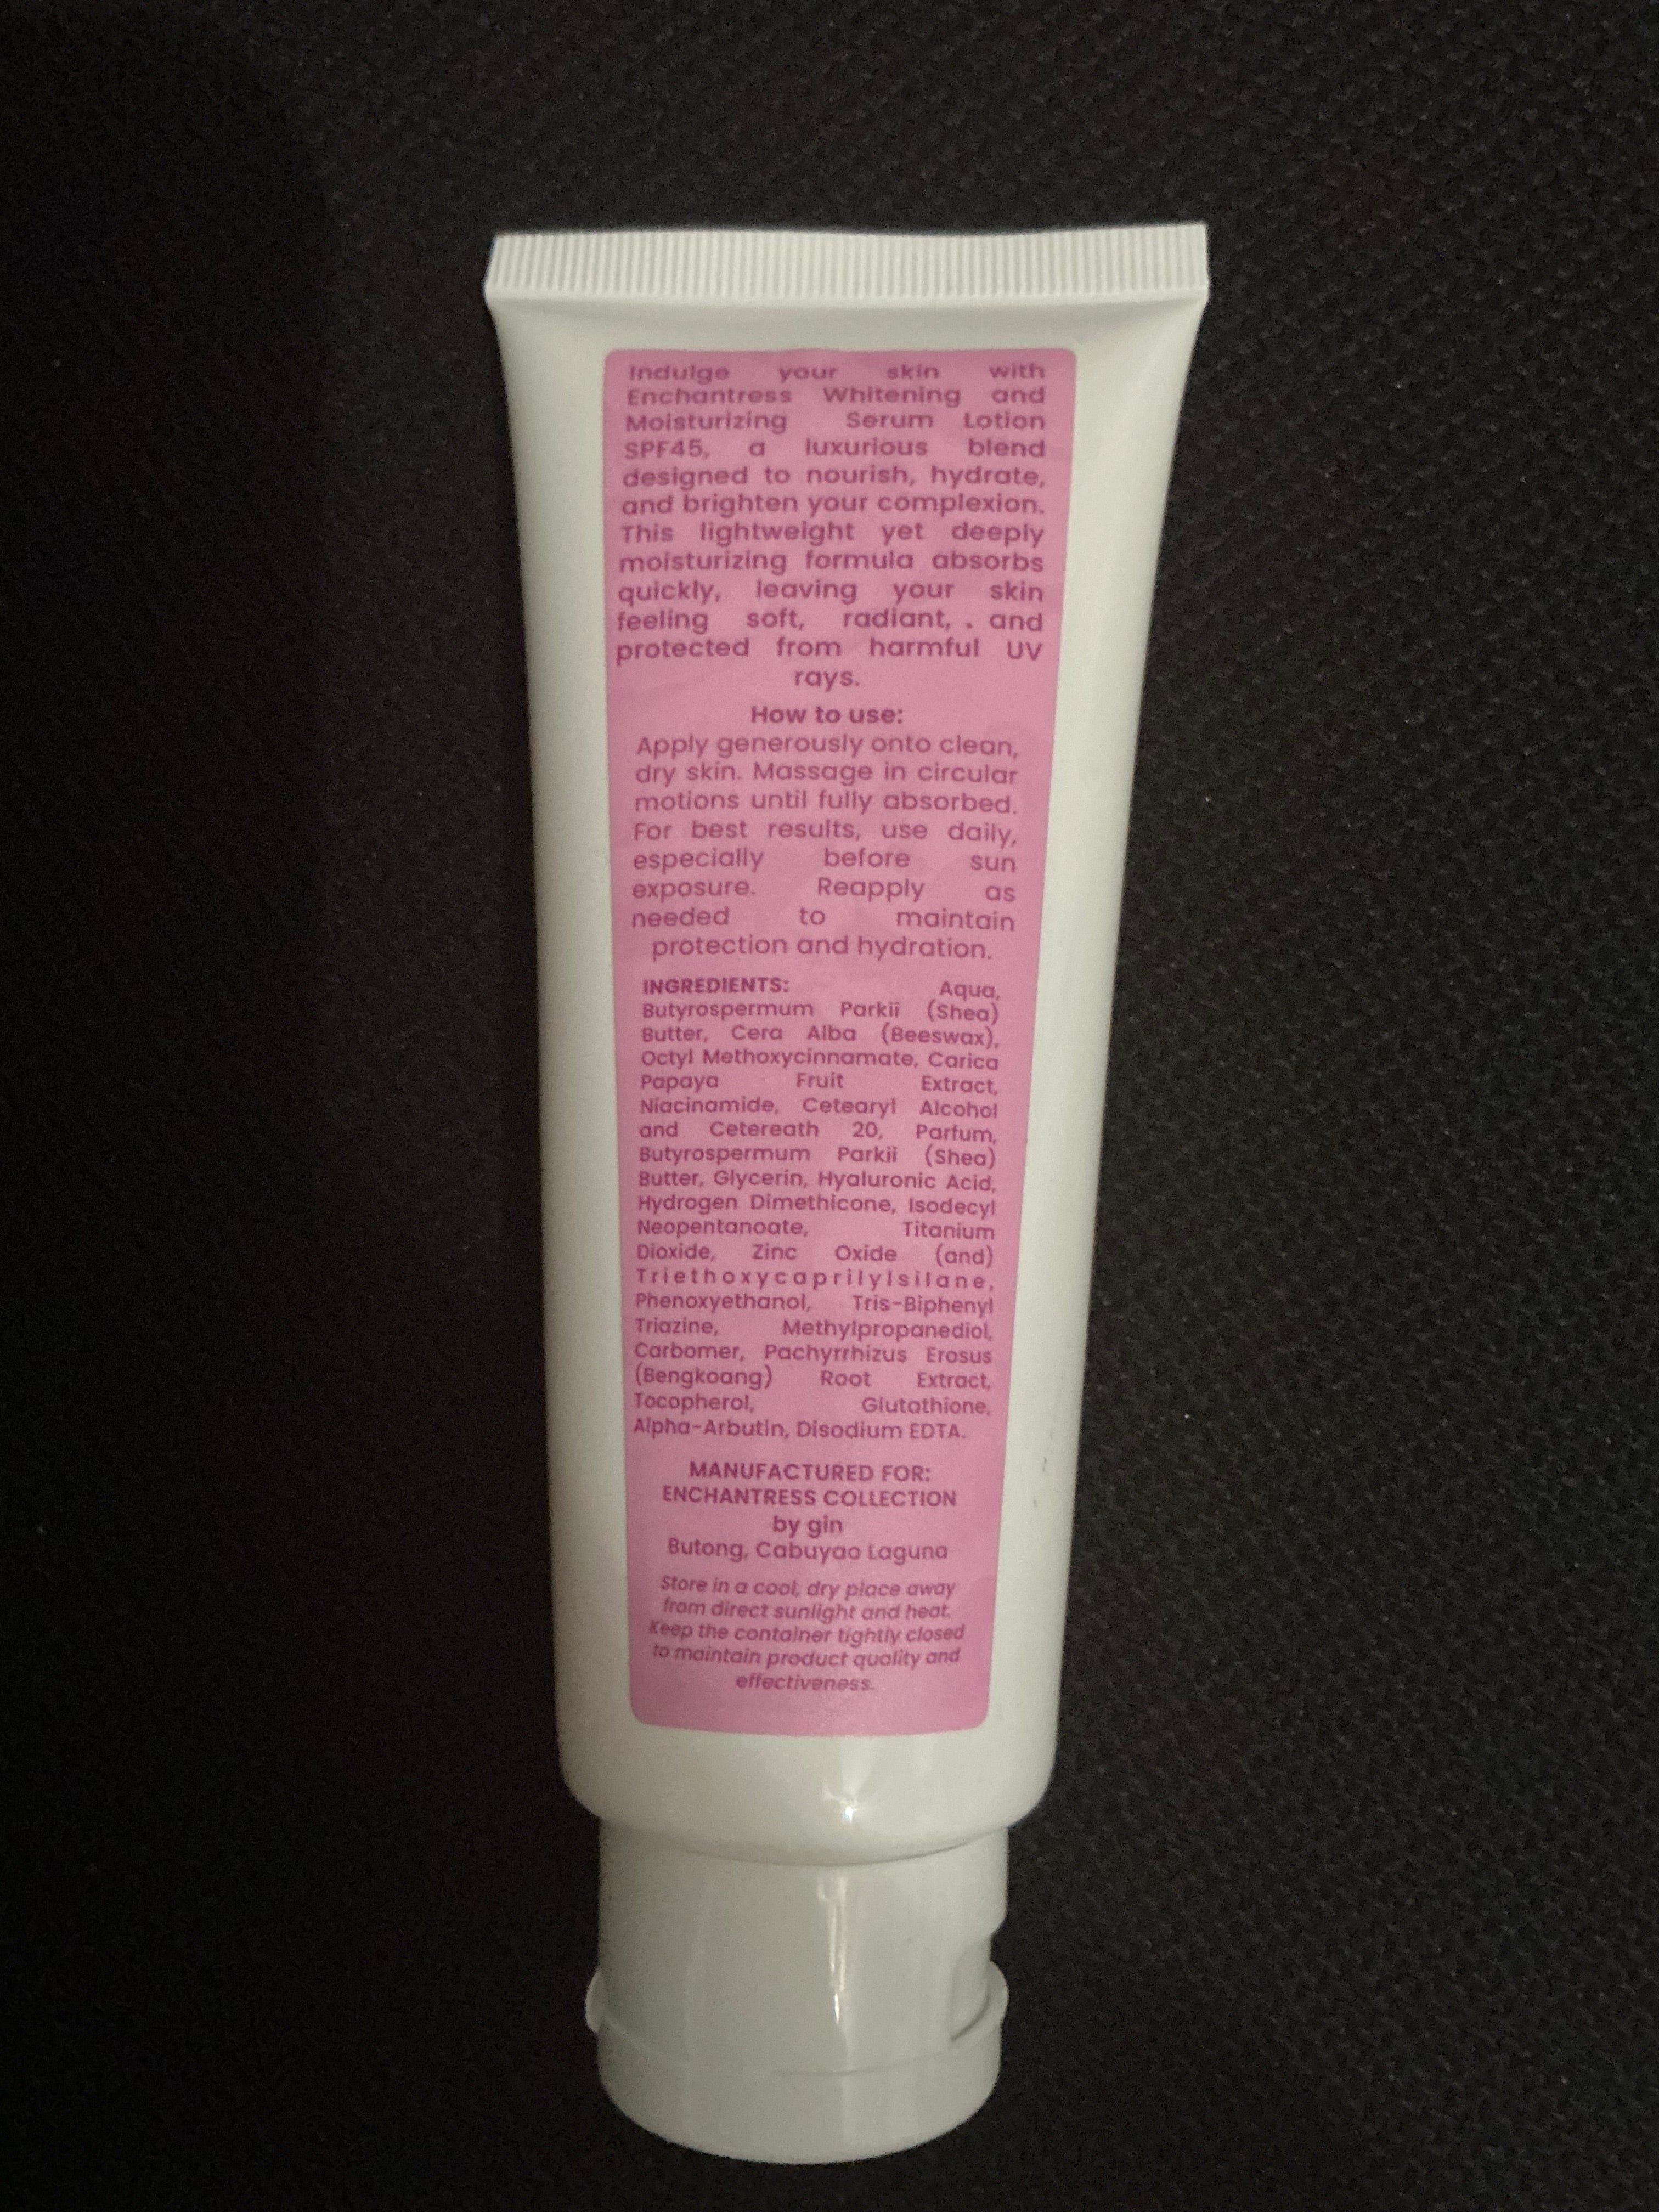 Indulge your skin with
Enchantress Whitening and
Moisturizing Serum Lotion
SPF45, a luxurious blend
designed to nourish, hydrate,
and brighten your complexion.
This lightweight yet deeply
moisturizing formula absorbs
quickly, leaving your skin
feeling soft, radiant, . and
protected from harmful UV
rays.
How to use:
Apply generously onto clean,
dry skin. Massage in circular
motions until fully absorbed.
For best results, use daily,
especially before sun
exposure. Reapply as
needed to maintain
protection and hydration.
INGREDIENTS: Aqua,
Butyrospermum Parkii (Shea)
Butter, Cera Alba (Beeswax),
Octyl Methoxycinnamate, Carica
Papaya Fruit Extract,
Niacinamide, Cetearyl Alcohol
and Cetereath 20, Parfum,
Butyrospermum Parkii (Shea)
Butter, Glycerin, Hyaluronic Acid,
Hydrogen Dimethicone, Isodecyl
Neopentanoate, Titanium
Dioxide, Zinc Oxide (and)
Triethoxycaprilylsilane,
Phenoxyethanol, Tris-Biphenyl
Triazine, Methylpropanediol,
Carbomer, Pachyrrhizus Erosus
(Bengkoang) Root Extract,
Tocopherol, Glutathione,
Alpha-Arbutin, Disodium EDTA.
MANUFACTURED FOR:
ENCHANTRESS COLLECTION
by gin
Butong, Cabuyao Laguna
Store in a cool, dry place away
from direct sunlight and heat.
Keep the container tightly closed
to maintain product quality and
effectiveness.